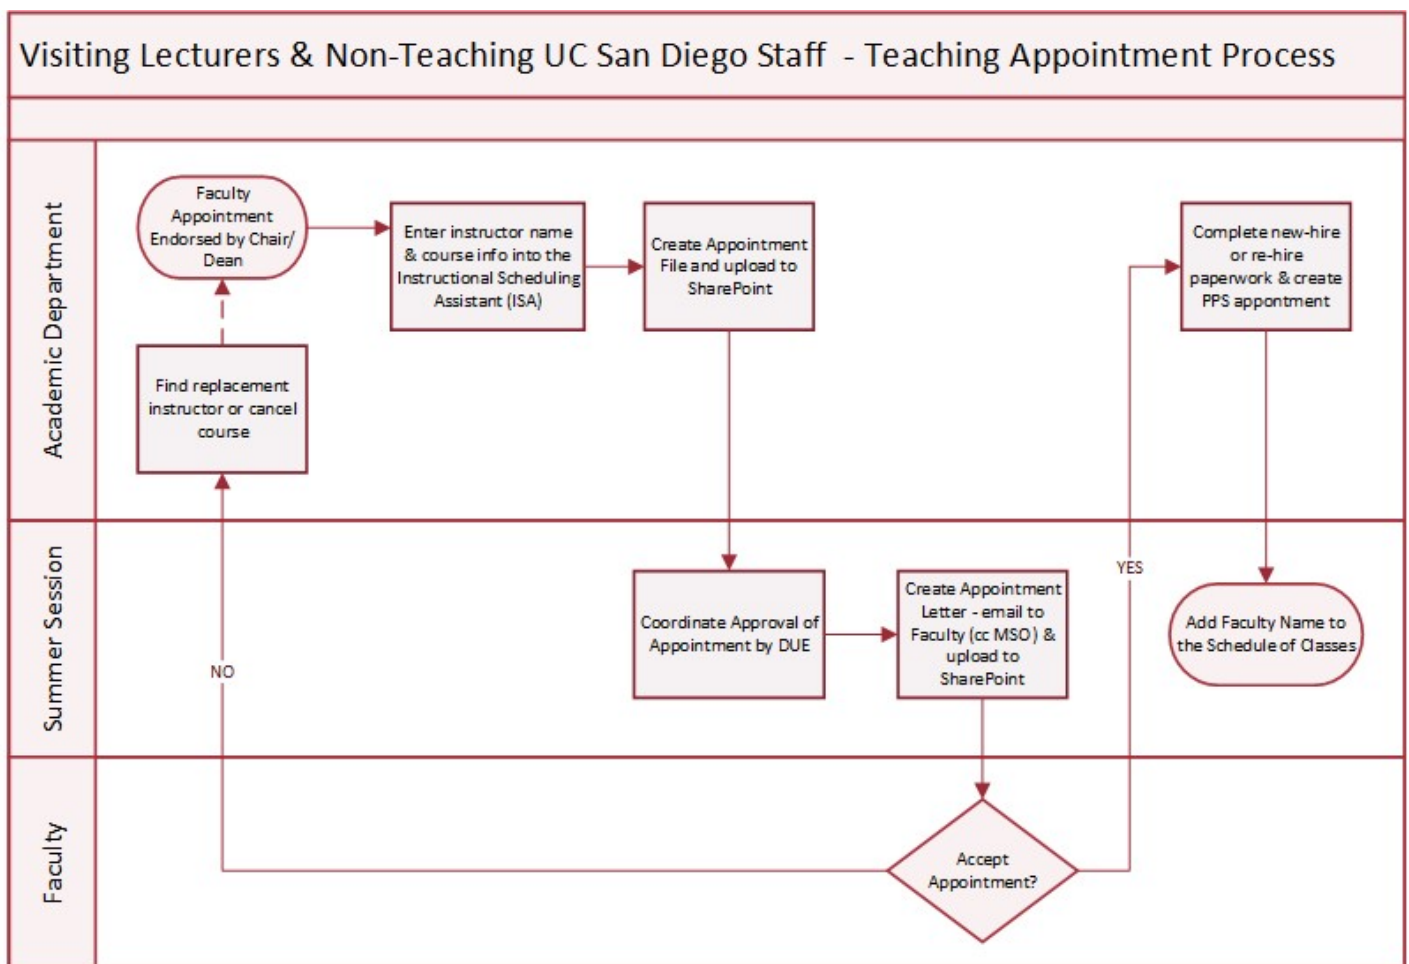 Visiting Lecturers & Non-Teaching UC San Diego Staff - Teaching Appointment Process
Academic Department
Faculty
Appointment
Endorsed by Chair/
Dean
Enter instructor name
& course info into the
Instructional Scheduling
Assistant (ISA)
Create Appointment
File and upload to
SharePoint
Complete new-hire
or re-hire
paperwork & create
PPS appontment
Find replacement
instructor or cancel
course
Summer Session
Coordinate Approval of
Appointment by DUE
Create Appointment
Letter - email to
Faculty (cc MSO) &
upload to
SharePoint
YES
Add Faculty Name to
the Schedule of Classes
NO
Faculty
Accept
Appointment?